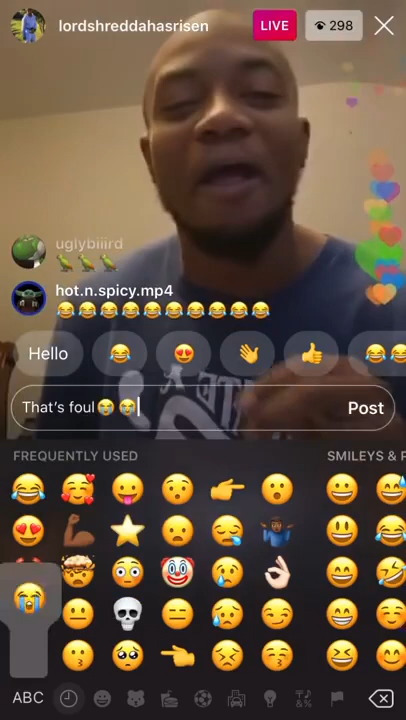 lordshreddahasrisen
LIVE
298
uglybiiird
hot.n.spicy.mp4
Hello
That's foul😭😭
Post
FREQUENTLY USED
SMILEYS &
ABC